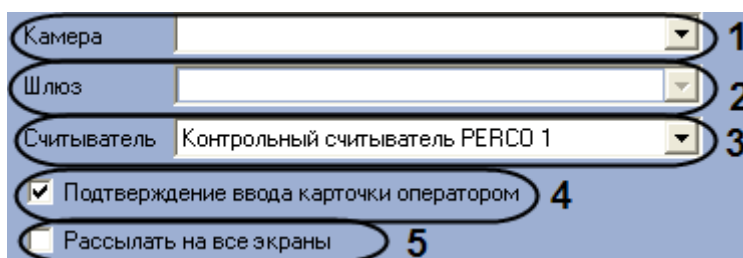 Камера 1
Шлюз 2
Считыватель Контрольный считыватель PERCO 1 3
Подтверждение ввода карточки оператором 4
Рассылать на все экраны 5